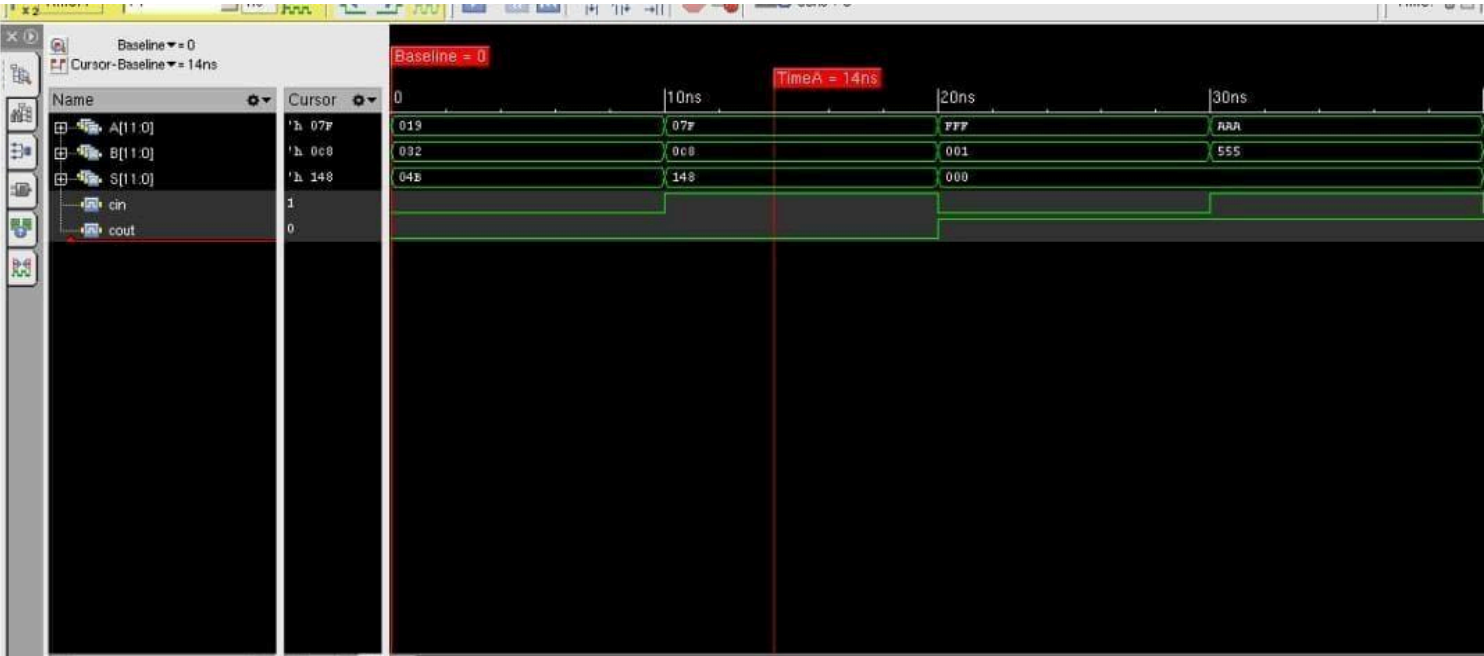 x2
Baseline▼= 0
Cursor-Baseline▼= 14ns
Baseline = 0
TimeA = 14ns
Name Cursor 0 10ns 20ns 30ns
A[11:0] 'h 07F 019 07F FFF AAA
B[11:0] 'h 0c8 032 0c8 001 555
S[11:0] 'h 148 04B 148 000
cin 1
cout 0